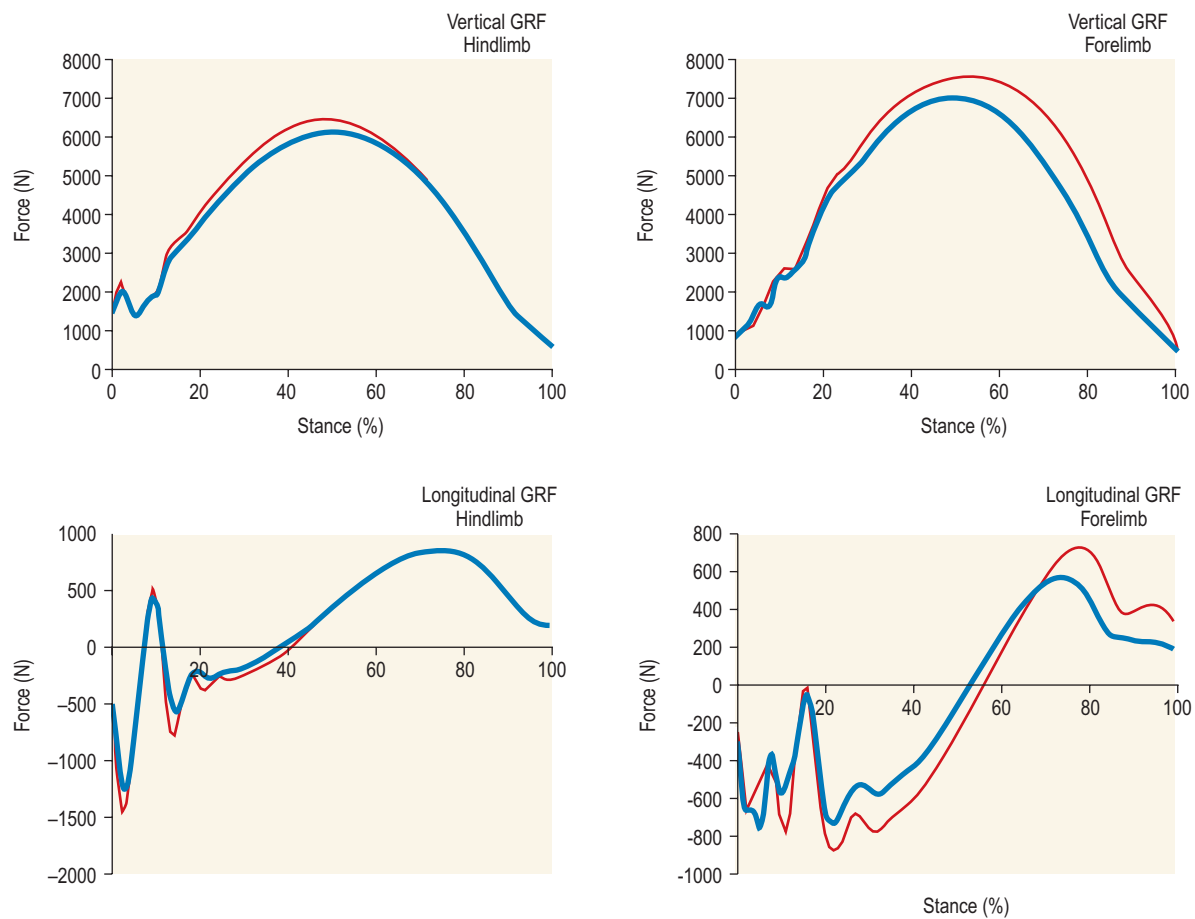 Vertical GRF
Hindlimb
8000
7000
6000
5000
4000
3000
2000
1000
0
Force (N)
0 20 40 60 80 100
Stance (%)
Vertical GRF
Forelimb
8000
7000
6000
5000
4000
3000
2000
1000
0
Force (N)
0 20 40 60 80 100
Stance (%)
Longitudinal GRF
Hindlimb
1000
500
0
–500
–1000
–1500
–2000
Force (N)
20 40 60 80 100
Longitudinal GRF
Forelimb
800
600
400
200
0
-200
-400
-600
-800
-1000
Force (N)
20 40 60 80 100
Stance (%)